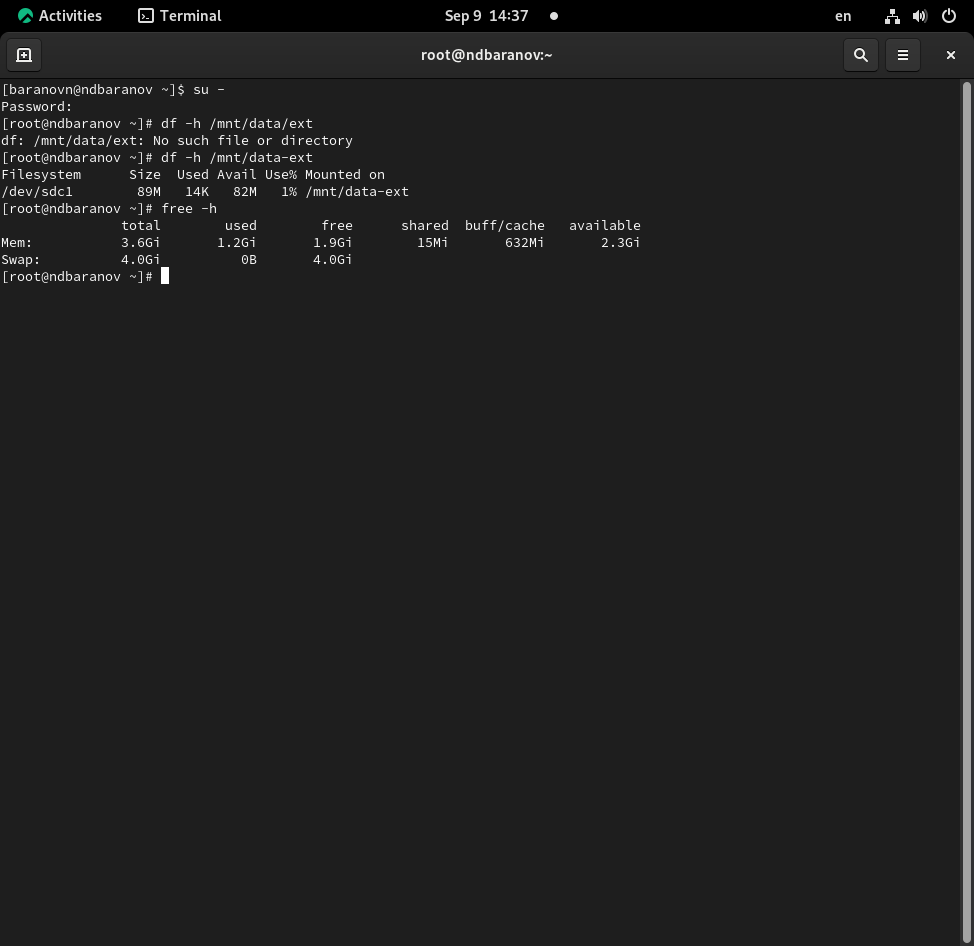 Activities Terminal Sep 9 14:37 en
root@ndbaranov:~
[baranovn@ndbaranov ~]$ su -
Password:
[root@ndbaranov ~]# df -h /mnt/data/ext
df: /mnt/data/ext: No such file or directory
[root@ndbaranov ~]# df -h /mnt/data-ext
Filesystem      Size  Used Avail Use% Mounted on
/dev/sdc1        89M   14K   82M   1% /mnt/data-ext
[root@ndbaranov ~]# free -h
               total        used        free      shared  buff/cache   available
Mem:           3.6Gi       1.2Gi       1.9Gi        15Mi       632Mi       2.3Gi
Swap:          4.0Gi          0B       4.0Gi
[root@ndbaranov ~]#